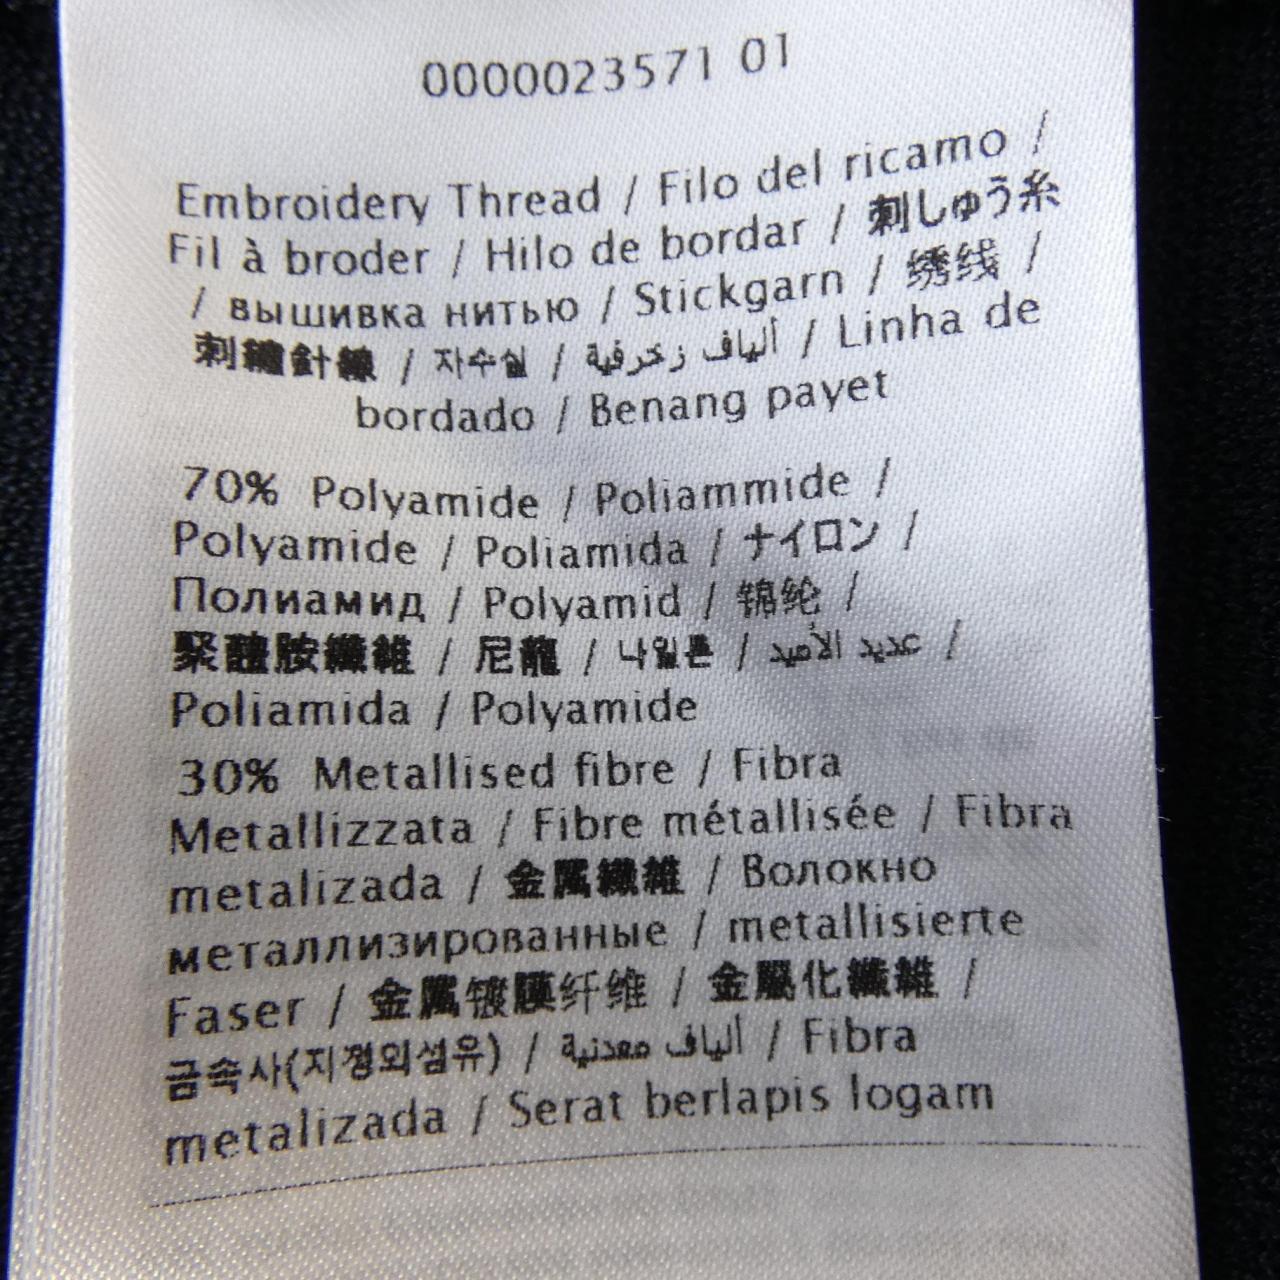 0000023571 01
Embroidery Thread / Filo del ricamo /
Fil à broder / Hilo de bordar / 刺しゅう糸
/ вышивка нитью / Stickgarn / 绣线 /
刺繡針線 / 자수실 / ألياف زخرفية / Linha de
bordado / Benang payet
70% Polyamide / Poliammide /
Polyamide / Poliamida / ナイロン /
Полиамид / Polyamid / 锦纶 /
聚醯胺纖維 / 尼龍 / 나일론 / عديد الأميد /
Poliamida / Polyamide
30% Metallised fibre / Fibra
Metallizzata / Fibre métallisée / Fibra
metalizada / 金属繊維 / Волокно
металлизированные / metallisierte
Faser / 金属镀膜纤维 / 金屬化纖維 /
금속사(지정외섬유) / ألياف معدنية / Fibra
metalizada / Serat berlapis logam